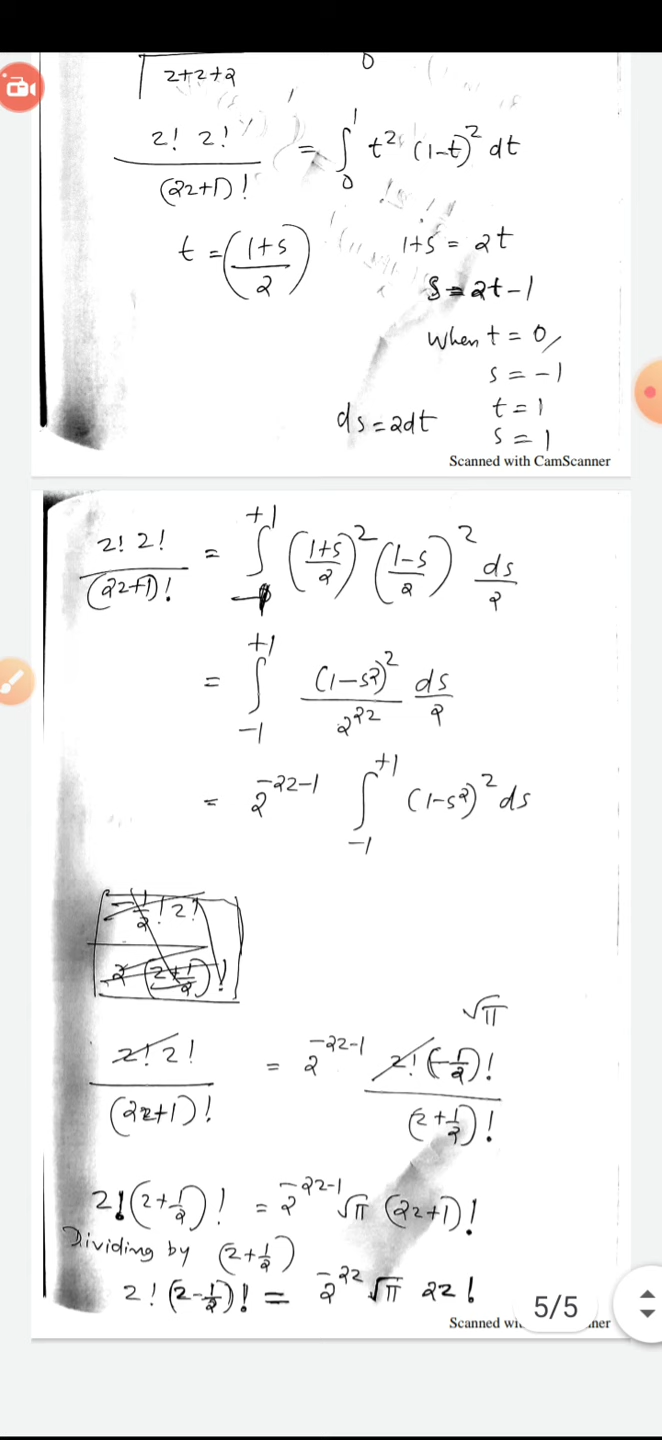 2+2+2
0
z! z! / (2z+1)! = ∫₀¹ t^z (1-t)^z dt
t = ((1+s)/2)    1+s = 2t
s = 2t-1
When t = 0,
s = -1
t = 1
ds = 2dt    s = 1
Scanned with CamScanner
z! z! / (2z+1)! = ∫₋₁⁺¹ ((1+s)/2)^z ((1-s)/2)^z ds/2
= ∫₋₁⁺¹ (1-s²)^z / 2^(2z) ds/2
= 2^(-2z-1) ∫₋₁⁺¹ (1-s²)^z ds
√π
z! z! / (2z+1)! = 2^(-2z-1) z! (-1/2)! / (z+1/2)!
z! (z+1/2)! = 2^(-2z-1) √π (2z+1)!
Dividing by (z+1/2)
z! (z-1/2)! = 2^(-2z) √π 2z!
5/5
Scanned wi ner